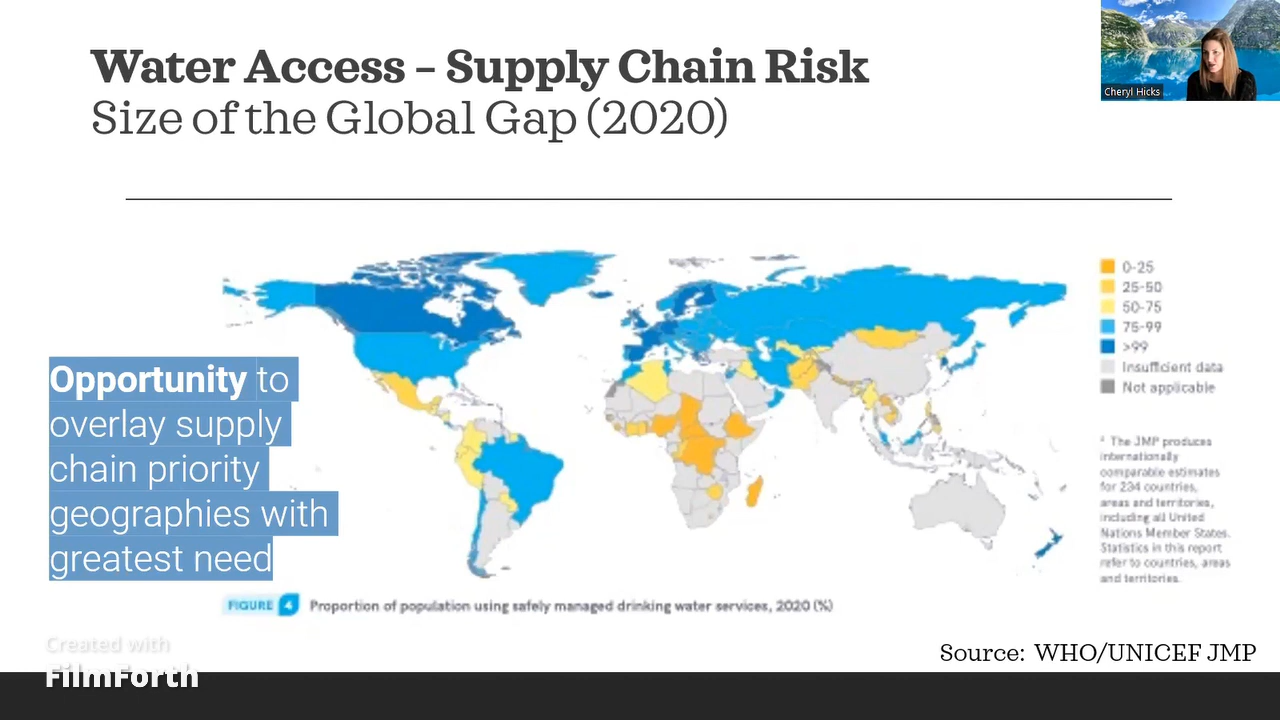 Water Access – Supply Chain Risk
Size of the Global Gap (2020)
Cheryl Hicks
0-25
25-50
50-75
75-99
>99
Insufficient data
Not applicable
Opportunity to
overlay supply
chain priority
geographies with
greatest need
4 The JMP produces
internationally
comparable estimates
for 234 countries,
areas and territories,
including all United
Nations Member States.
Statistics in this report
refer to countries, areas
and territories.
FIGURE 4 Proportion of population using safely managed drinking water services, 2020 (%)
Source: WHO/UNICEF JMP
Created with
FilmForth